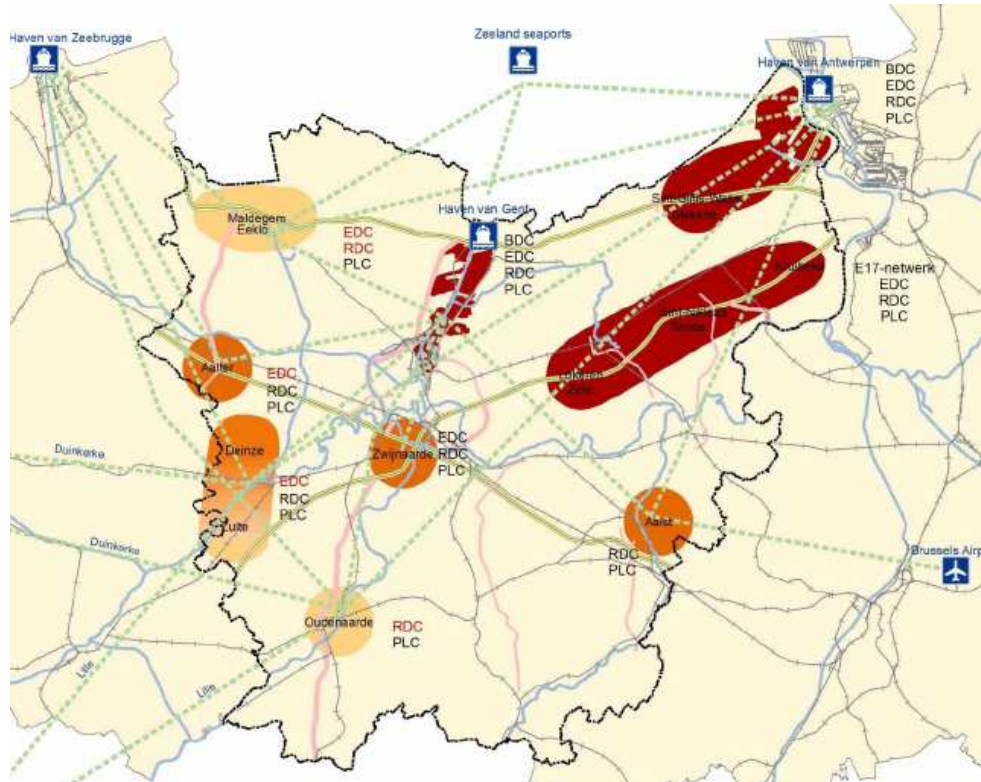 Haven van Zeebrugge
Zeeland seaports
Haven van Antwerpen
BDC
EDC
RDC
PLC
Maldegem
Eeklo
EDC
RDC
PLC
Haven van Gent
BDC
EDC
RDC
PLC
E17-netwerk
EDC
RDC
PLC
Aalter
EDC
RDC
PLC
Lokeren
Zele
Deinze
Zulte
EDC
RDC
PLC
Zwijnaarde
EDC
RDC
PLC
Aalst
RDC
PLC
Duinkerke
Duinkerke
Brussels Airp
Oudenaarde
RDC
PLC
Lille
Lille